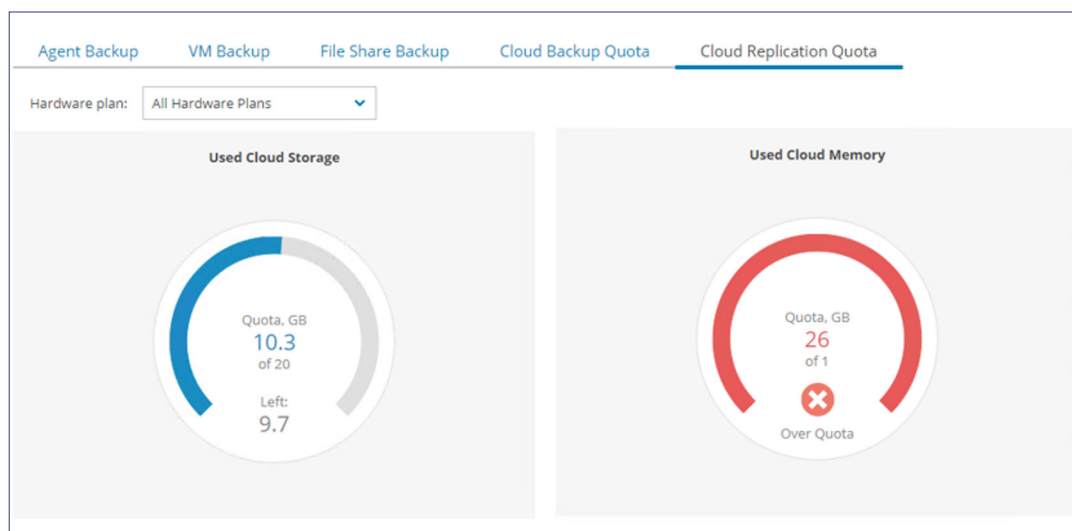 Agent Backup VM Backup File Share Backup Cloud Backup Quota Cloud Replication Quota
Hardware plan: All Hardware Plans
Used Cloud Storage
Quota, GB
10.3
of 20
Left:
9.7
Used Cloud Memory
Quota, GB
26
of 1
Over Quota